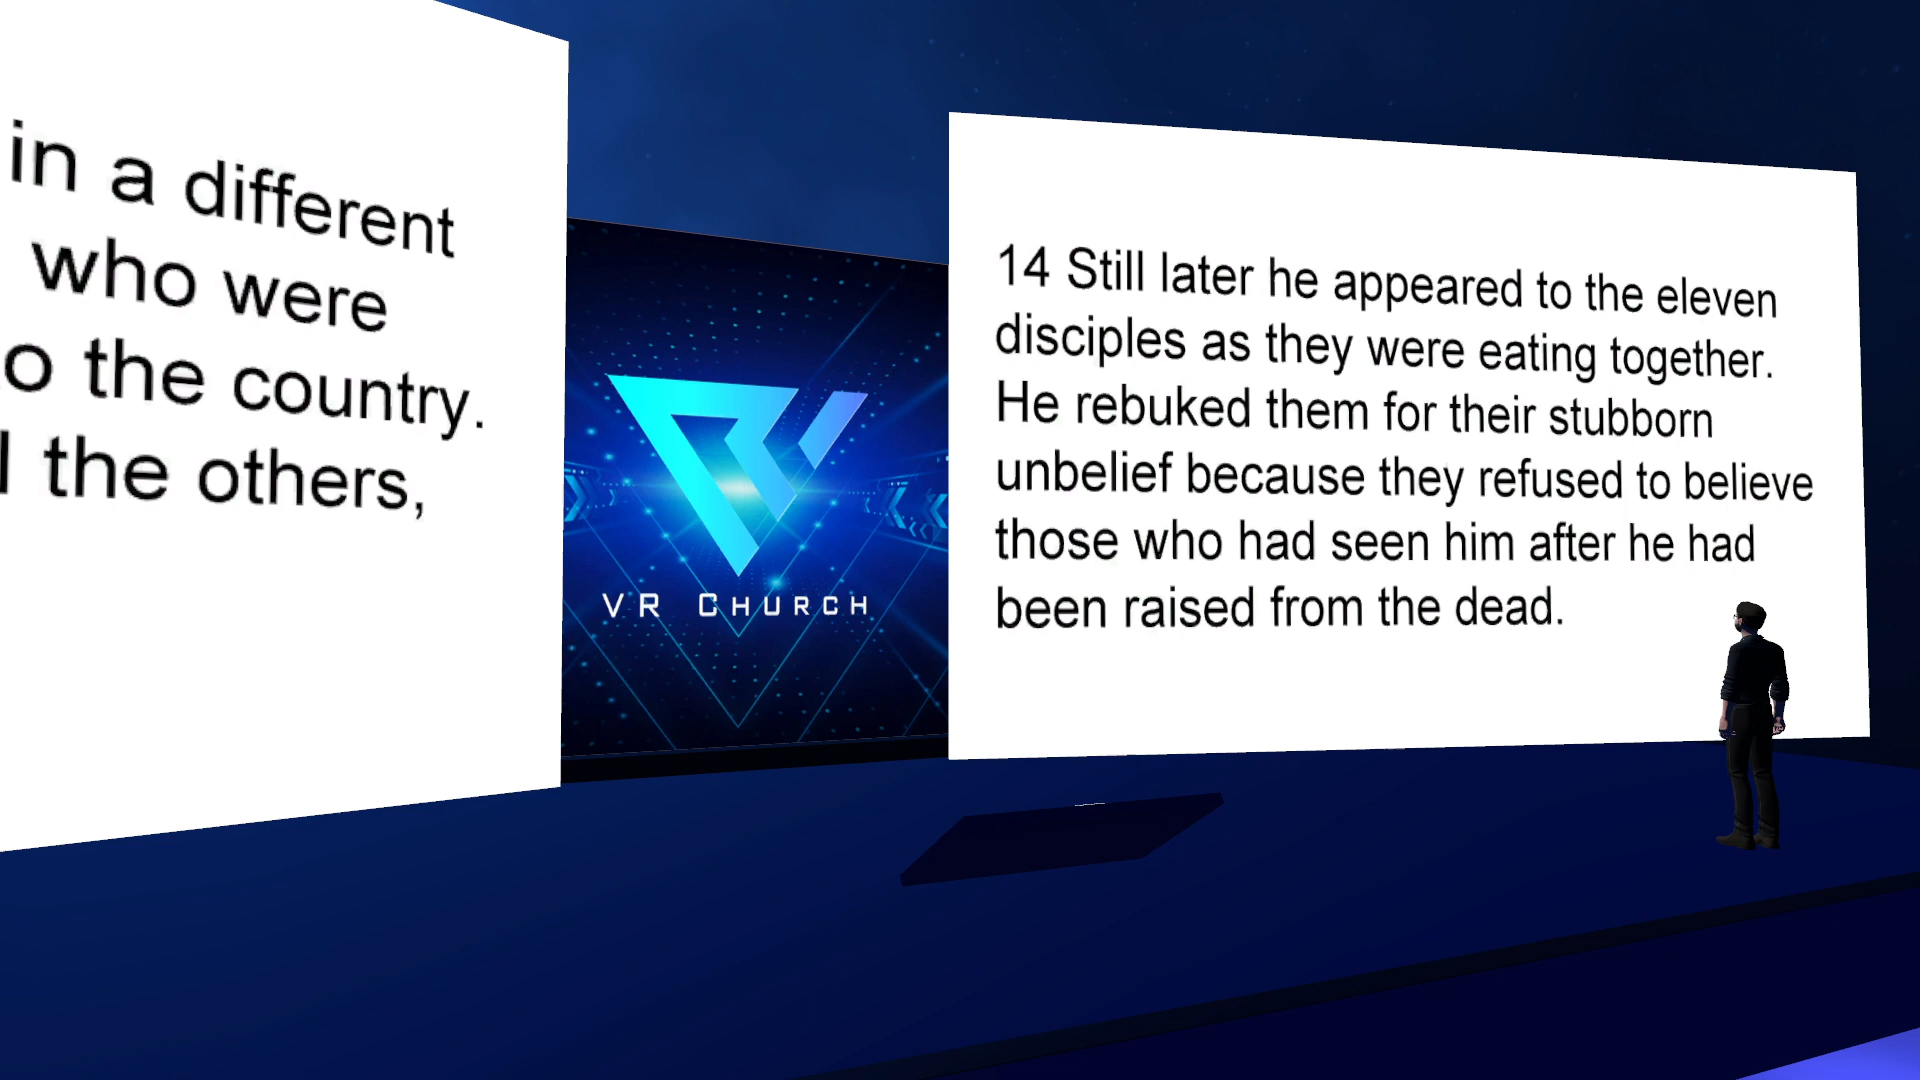 in a different
who were
the country.
the others,
VR CHURCH
14 Still later he appeared to the eleven
disciples as they were eating together.
He rebuked them for their stubborn
unbelief because they refused to believe
those who had seen him after he had
been raised from the dead.